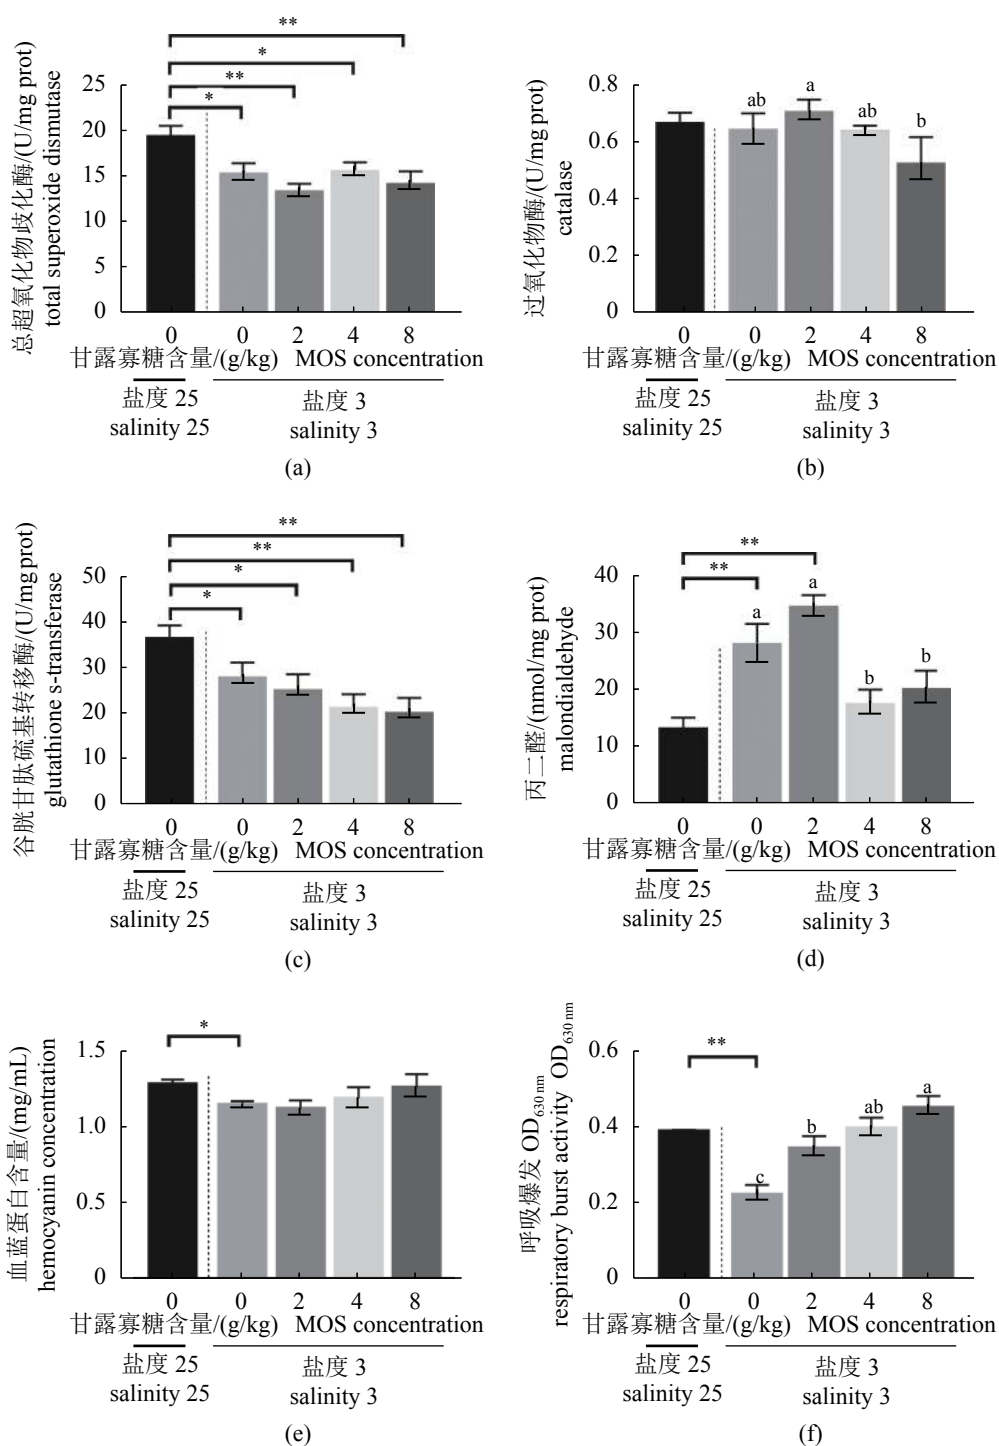 总超氧化物歧化酶/(U/mg prot)
total superoxide dismutase
**
*
**
*
25
20
15
10
5
0
0 0 2 4 8
甘露寡糖含量/(g/kg) MOS concentration
盐度 25 盐度 3
salinity 25 salinity 3
(a)
过氧化物酶/(U/mg prot)
catalase
0.8
0.6
0.4
0.2
0
ab a ab b
0 0 2 4 8
甘露寡糖含量/(g/kg) MOS concentration
盐度 25 盐度 3
salinity 25 salinity 3
(b)
谷胱甘肽硫基转移酶/(U/mg prot)
glutathione s-transferase
**
**
*
*
50
40
30
20
10
0
0 0 2 4 8
甘露寡糖含量/(g/kg) MOS concentration
盐度 25 盐度 3
salinity 25 salinity 3
(c)
丙二醛/(nmol/mg prot)
malondialdehyde
**
**
40
30
20
10
0
a a b b
0 0 2 4 8
甘露寡糖含量/(g/kg) MOS concentration
盐度 25 盐度 3
salinity 25 salinity 3
(d)
血蓝蛋白含量/(mg/mL)
hemocyanin concentration
*
1.5
1.0
0.5
0
0 0 2 4 8
甘露寡糖含量/(g/kg) MOS concentration
盐度 25 盐度 3
salinity 25 salinity 3
(e)
呼吸爆发 OD630 nm
respiratory burst activity OD630 nm
**
0.6
0.4
0.2
0
c b ab a
0 0 2 4 8
甘露寡糖含量/(g/kg) MOS concentration
盐度 25 盐度 3
salinity 25 salinity 3
(f)